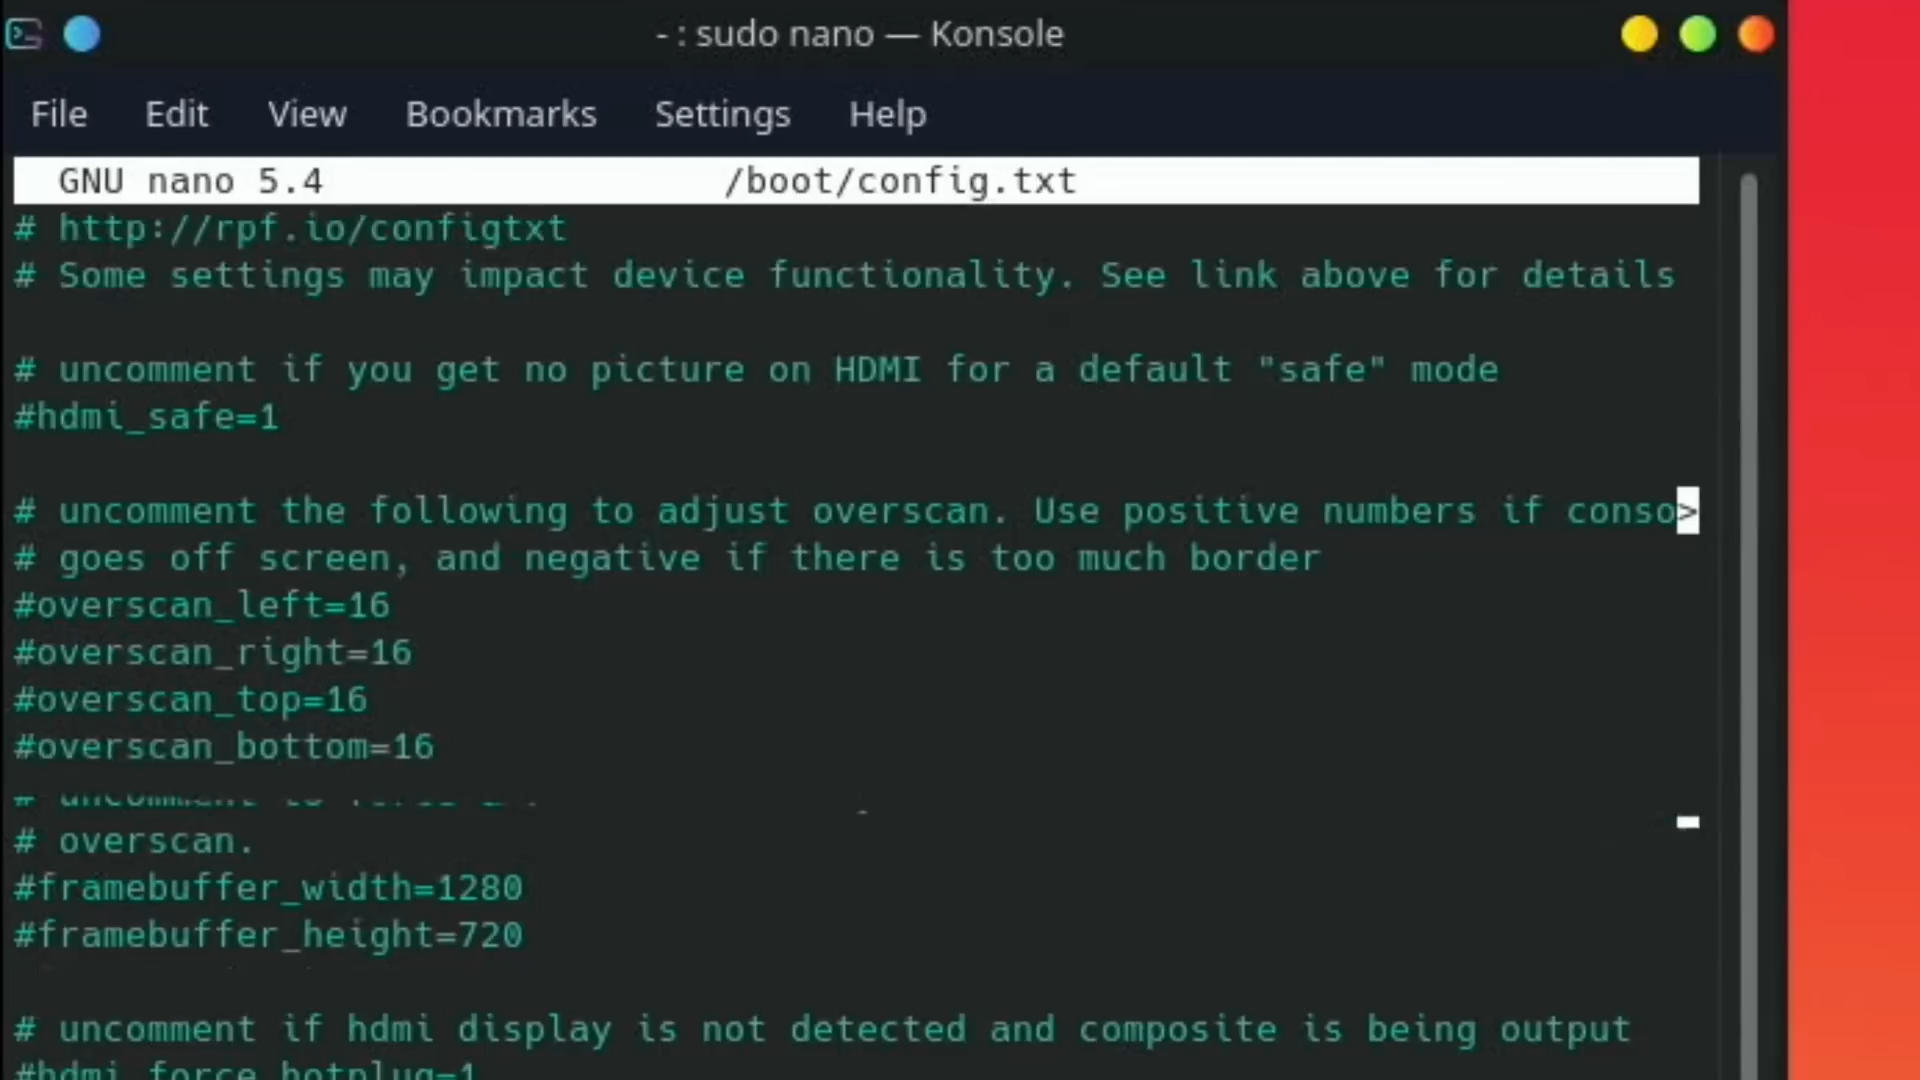 - : sudo nano — Konsole
File Edit View Bookmarks Settings Help
GNU nano 5.4 /boot/config.txt
# http://rpf.io/configtxt
# Some settings may impact device functionality. See link above for details
# uncomment if you get no picture on HDMI for a default "safe" mode
#hdmi_safe=1
# uncomment the following to adjust overscan. Use positive numbers if conso>
# goes off screen, and negative if there is too much border
#overscan_left=16
#overscan_right=16
#overscan_top=16
#overscan_bottom=16
# uncomment to
# overscan.
#framebuffer_width=1280
#framebuffer_height=720
# uncomment if hdmi display is not detected and composite is being output
#hdmi_force_hotplug=1